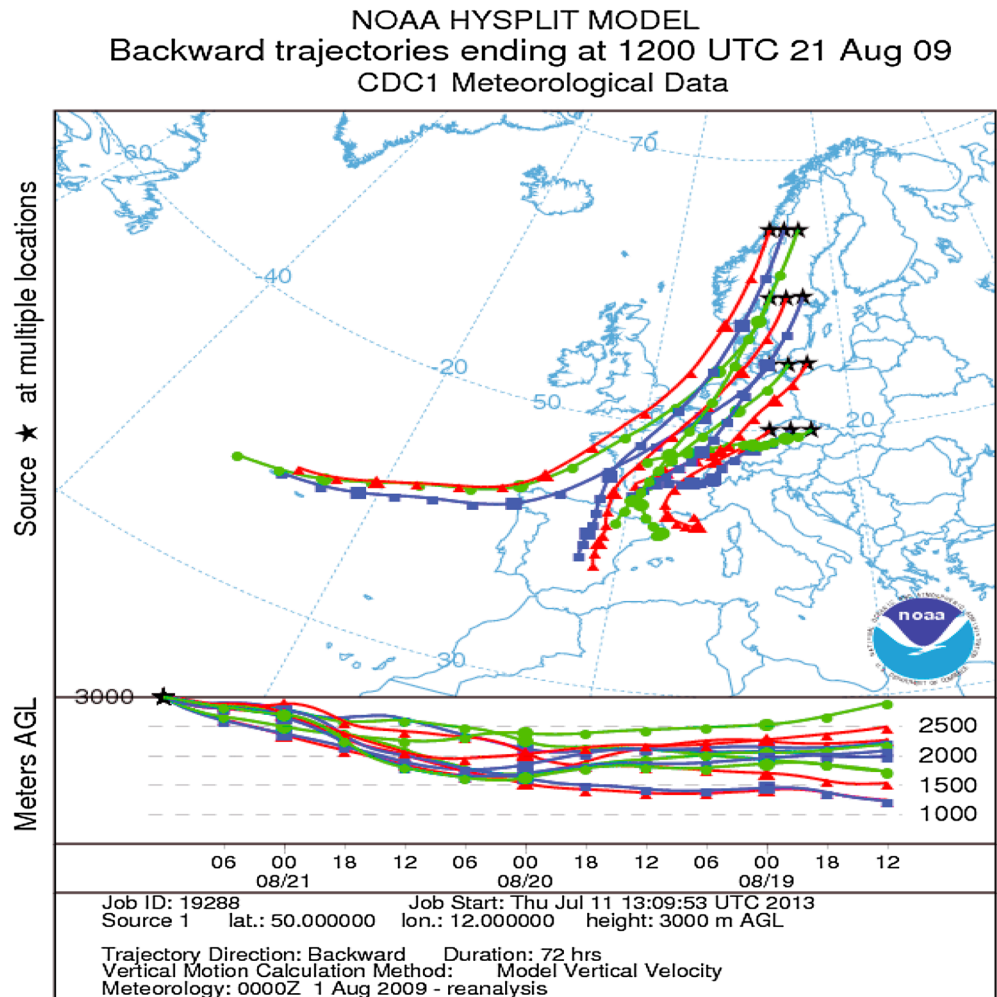 NOAA HYSPLIT MODEL
Backward trajectories ending at 1200 UTC 21 Aug 09
CDC1 Meteorological Data
Source ★ at multiple locations
-60
70
-40
-20
50
20
30
noaa
Meters AGL
3000
2500
2000
1500
1000
06 00 18 12 06 00 18 12 06 00 18 12
08/21 08/20 08/19
Job ID: 19288 Job Start: Thu Jul 11 13:09:53 UTC 2013
Source 1 lat.: 50.000000 lon.: 12.000000 height: 3000 m AGL
Trajectory Direction: Backward Duration: 72 hrs
Vertical Motion Calculation Method: Model Vertical Velocity
Meteorology: 0000Z 1 Aug 2009 - reanalysis